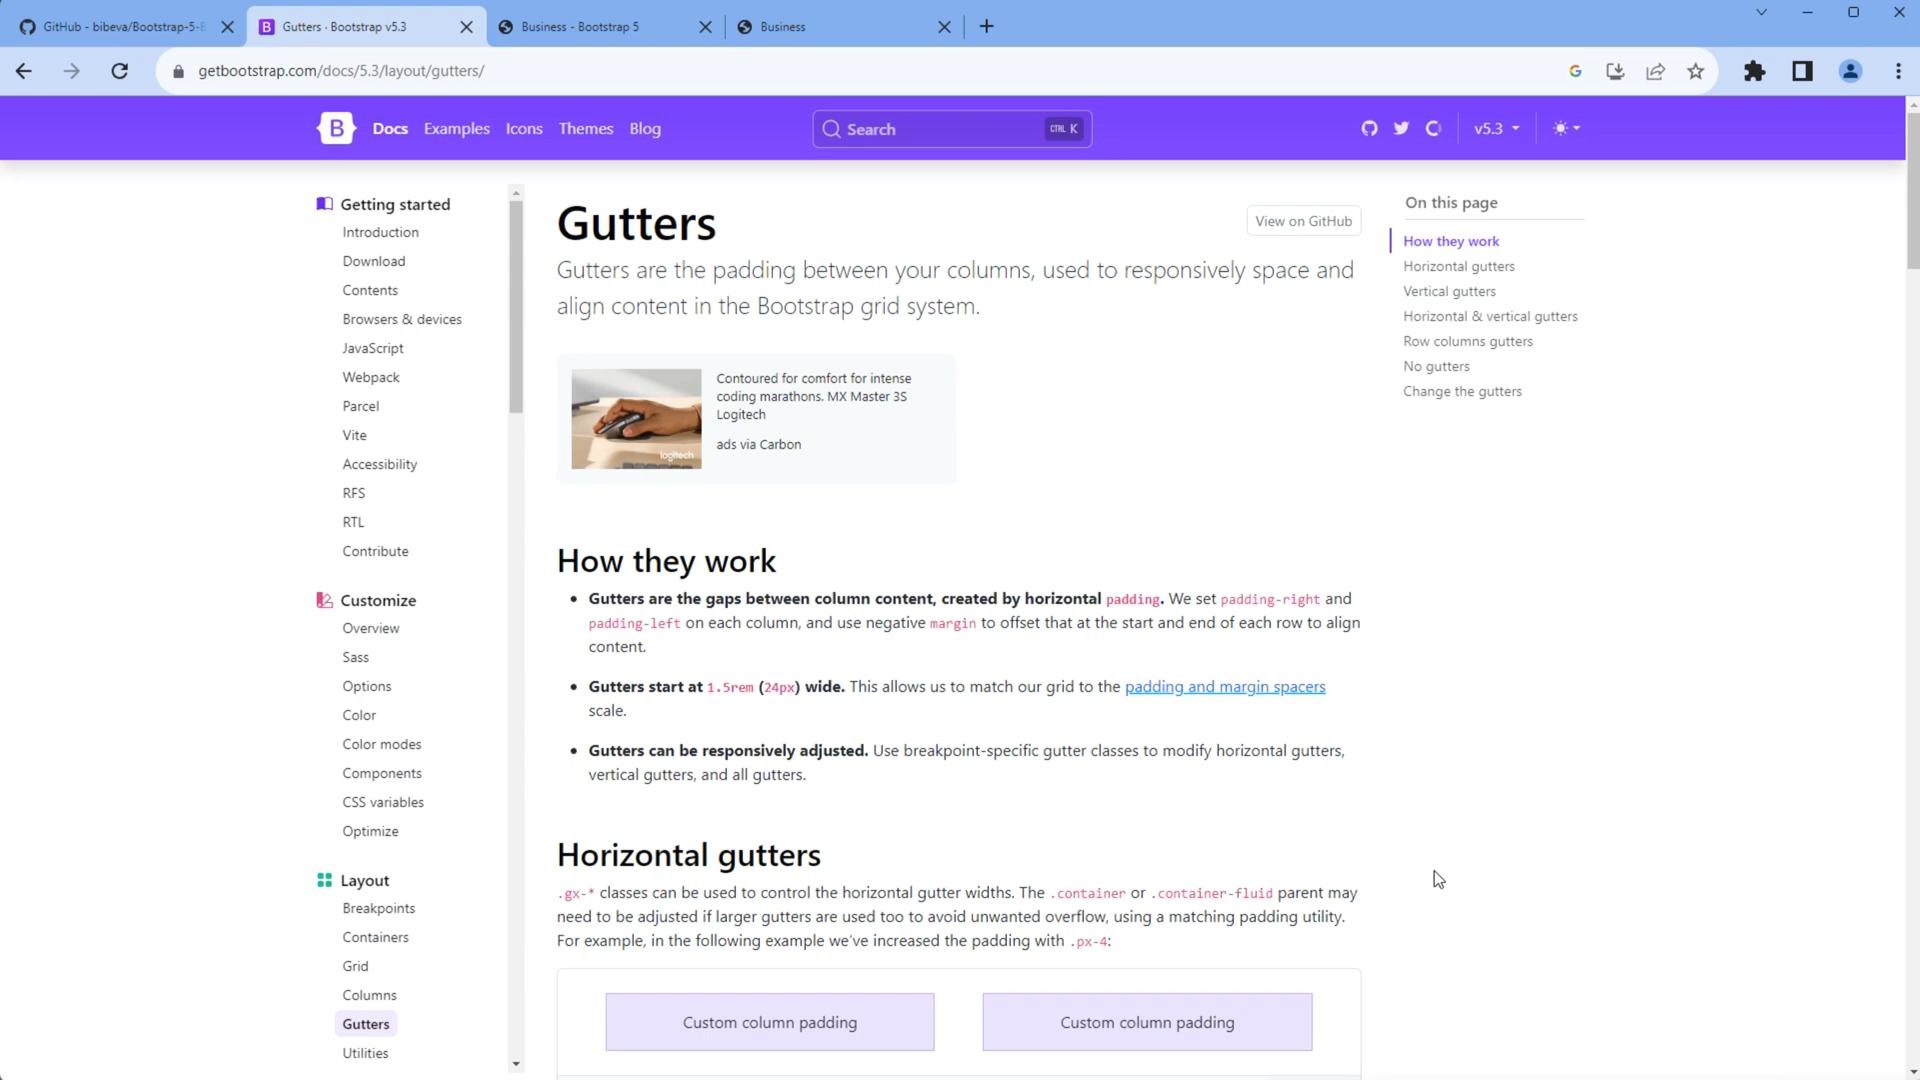 GitHub - bibeva/Bootstrap-5-B
Gutters · Bootstrap v5.3
Business - Bootstrap 5
Business
getbootstrap.com/docs/5.3/layout/gutters/
Docs
Examples
Icons
Themes
Blog
Search
CTRL K
v5.3
Getting started
Introduction
Download
Contents
Browsers & devices
JavaScript
Webpack
Parcel
Vite
Accessibility
RFS
RTL
Contribute
Customize
Overview
Sass
Options
Color
Color modes
Components
CSS variables
Optimize
Layout
Breakpoints
Containers
Grid
Columns
Gutters
Utilities
Gutters
View on GitHub
Gutters are the padding between your columns, used to responsively space and
align content in the Bootstrap grid system.
logitech
Contoured for comfort for intense
coding marathons. MX Master 3S
Logitech
ads via Carbon
How they work
• Gutters are the gaps between column content, created by horizontal padding. We set padding-right and
padding-left on each column, and use negative margin to offset that at the start and end of each row to align
content.
• Gutters start at 1.5rem (24px) wide. This allows us to match our grid to the padding and margin spacers
scale.
• Gutters can be responsively adjusted. Use breakpoint-specific gutter classes to modify horizontal gutters,
vertical gutters, and all gutters.
Horizontal gutters
.gx-* classes can be used to control the horizontal gutter widths. The .container or .container-fluid parent may
need to be adjusted if larger gutters are used too to avoid unwanted overflow, using a matching padding utility.
For example, in the following example we've increased the padding with .px-4:
Custom column padding
Custom column padding
On this page
How they work
Horizontal gutters
Vertical gutters
Horizontal & vertical gutters
Row columns gutters
No gutters
Change the gutters